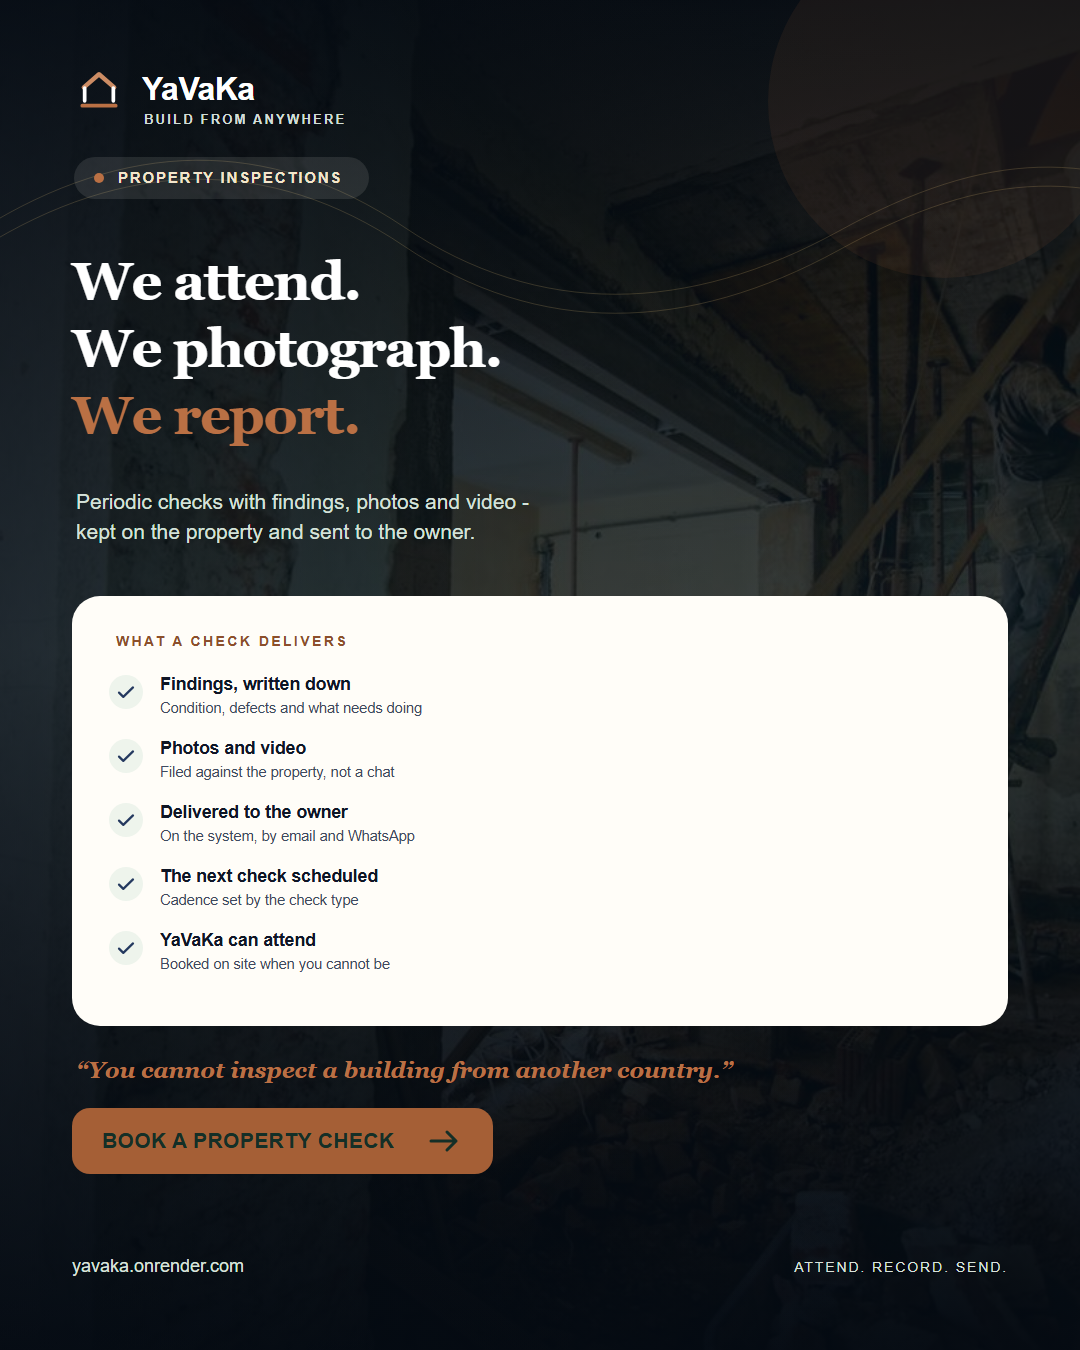 YaVaKa
BUILD FROM ANYWHERE
PROPERTY INSPECTIONS
We attend.
We photograph.
We report.
Periodic checks with findings, photos and video -
kept on the property and sent to the owner.
WHAT A CHECK DELIVERS
Findings, written down
Condition, defects and what needs doing
Photos and video
Filed against the property, not a chat
Delivered to the owner
On the system, by email and WhatsApp
The next check scheduled
Cadence set by the check type
YaVaKa can attend
Booked on site when you cannot be
“You cannot inspect a building from another country.”
BOOK A PROPERTY CHECK
yavaka.onrender.com
ATTEND. RECORD. SEND.